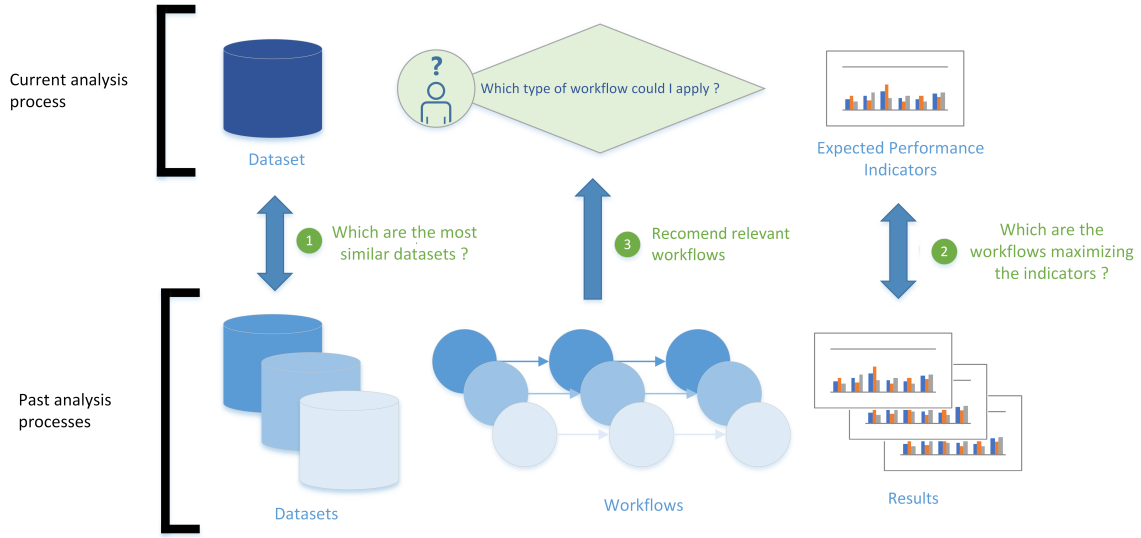 Current analysis
process
?
Which type of workflow could I apply ?
Dataset
Expected Performance
Indicators
1
Which are the most
similar datasets ?
3
Recomend relevant
workflows
2
Which are the
workflows maximizing
the indicators ?
Past analysis
processes
Datasets
Workflows
Results